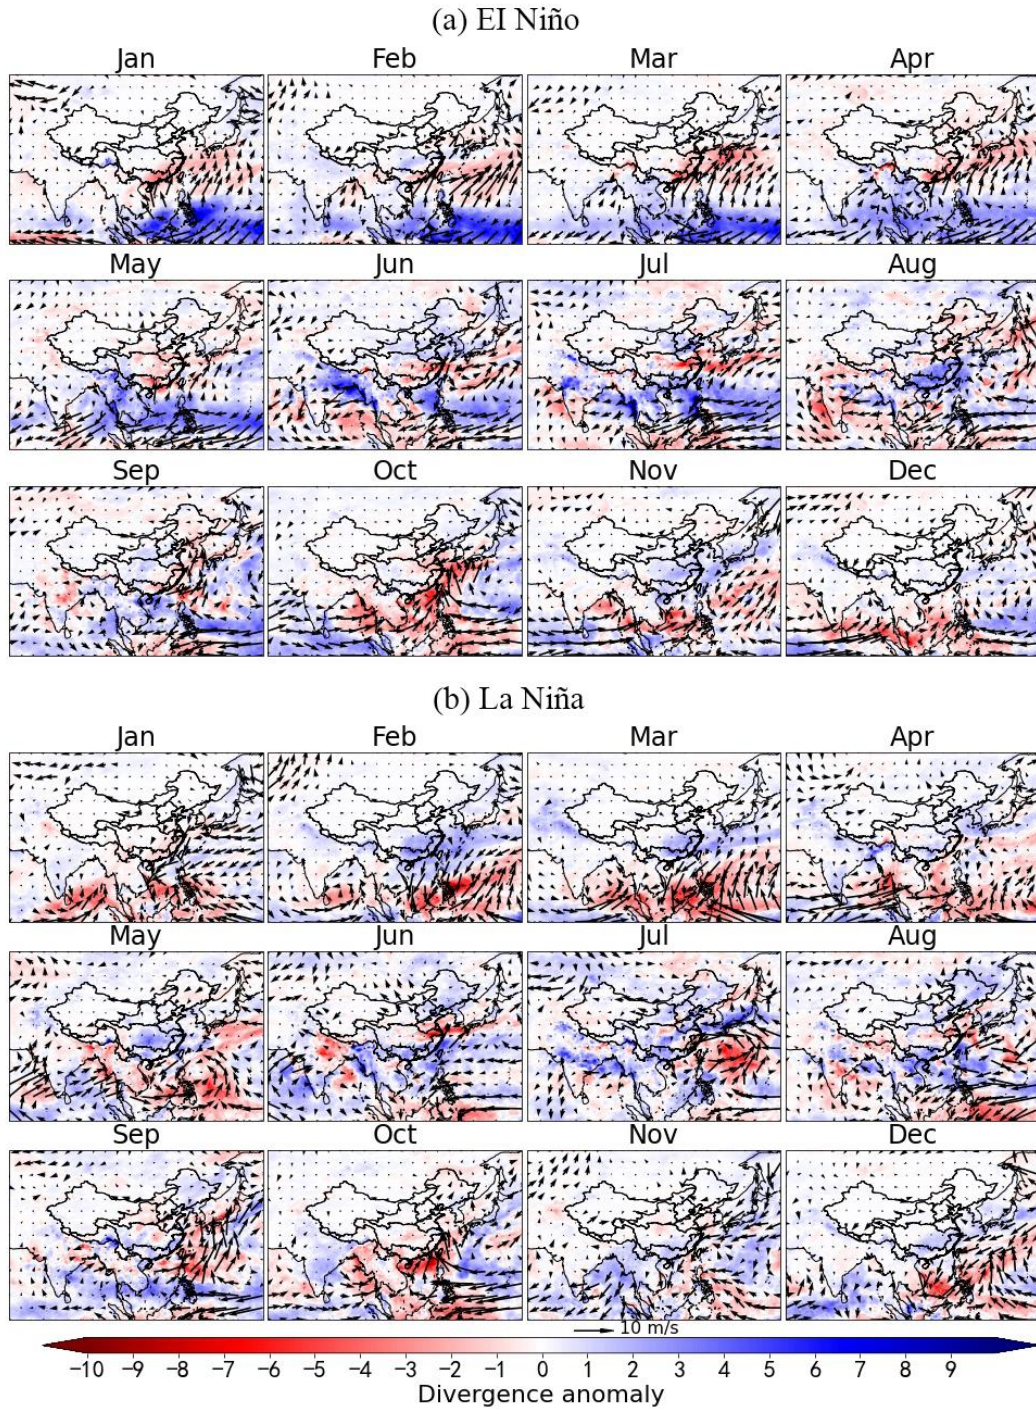 (a) EI Niño
Jan Feb Mar Apr
May Jun Jul Aug
Sep Oct Nov Dec
(b) La Niña
Jan Feb Mar Apr
May Jun Jul Aug
Sep Oct Nov Dec
10 m/s
−10 −9 −8 −7 −6 −5 −4 −3 −2 −1 0 1 2 3 4 5 6 7 8 9
Divergence anomaly